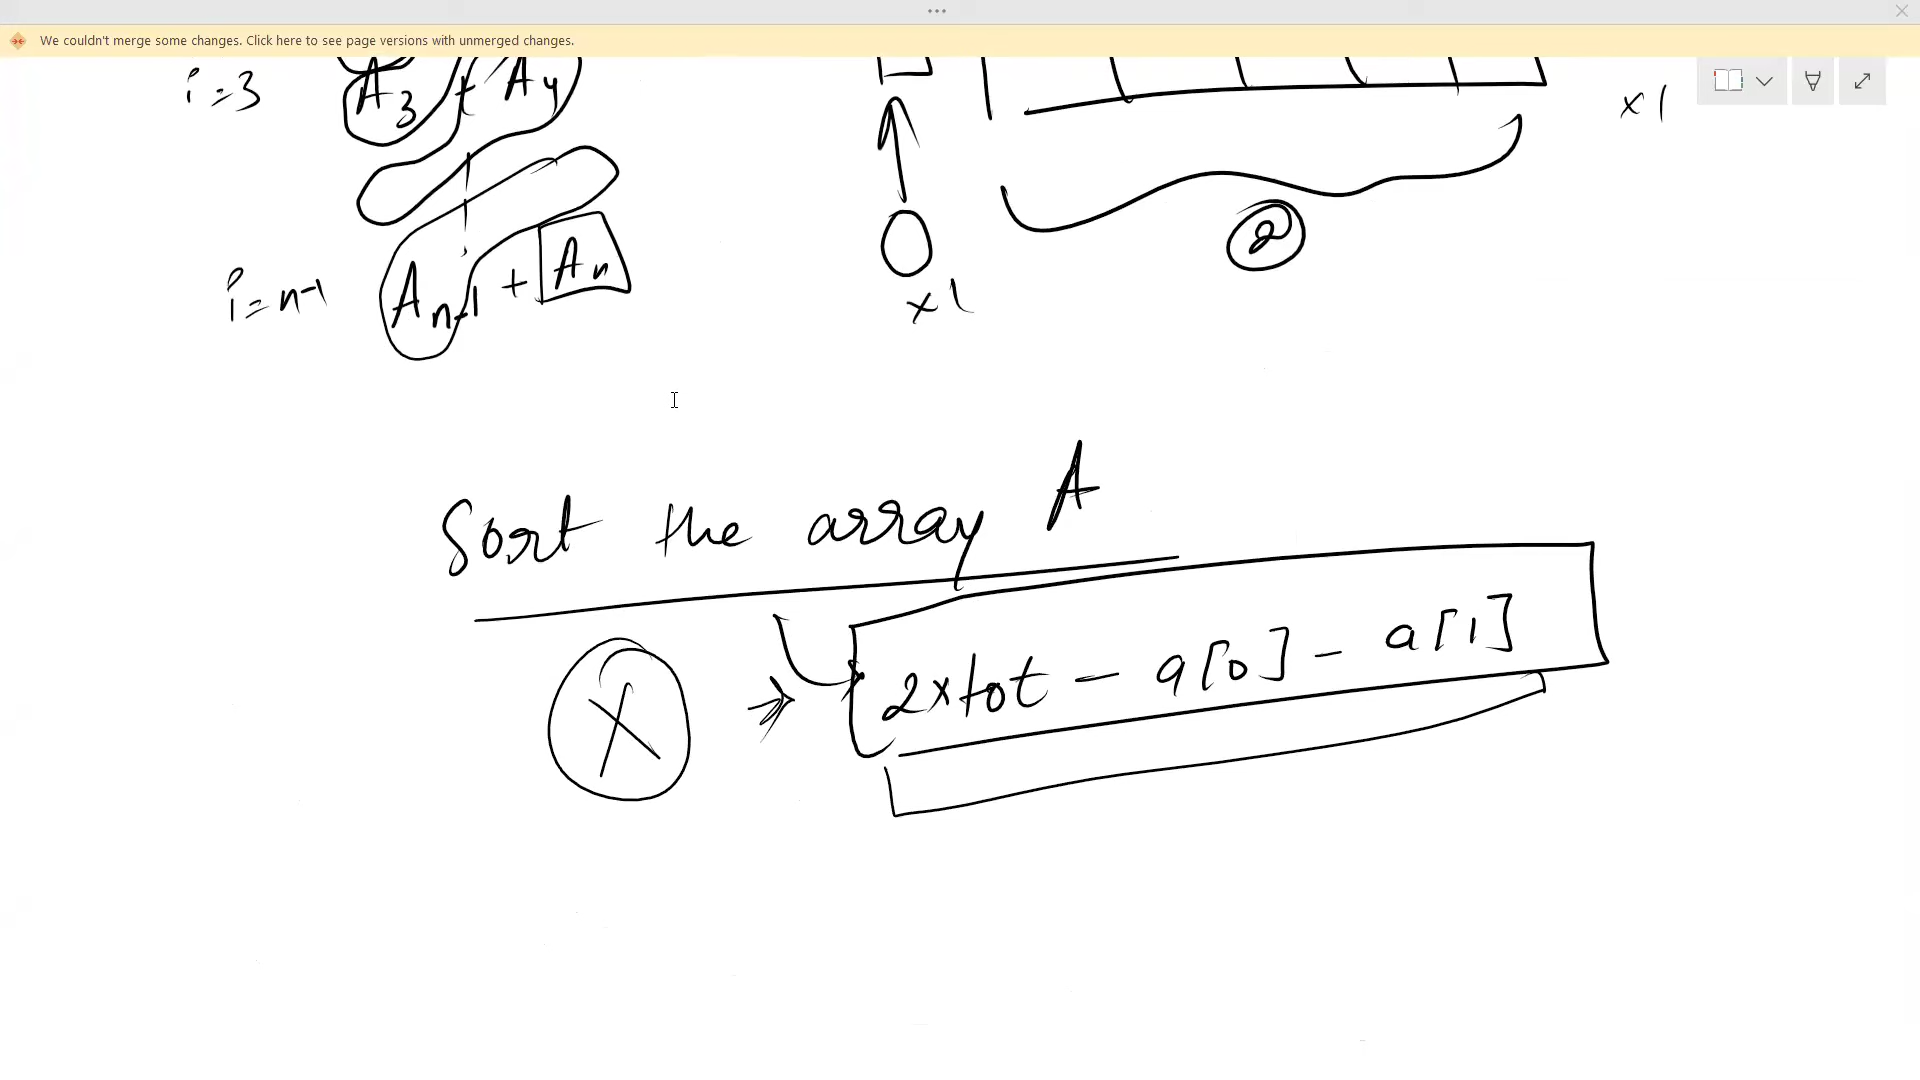 We couldn't merge some changes. Click here to see page versions with unmerged changes.
i=3 A3 + A4
x1
2
i=n-1 An-1 + An
x1
Sort the array A
X ⇒ 2xtot - a[0] - a[1]